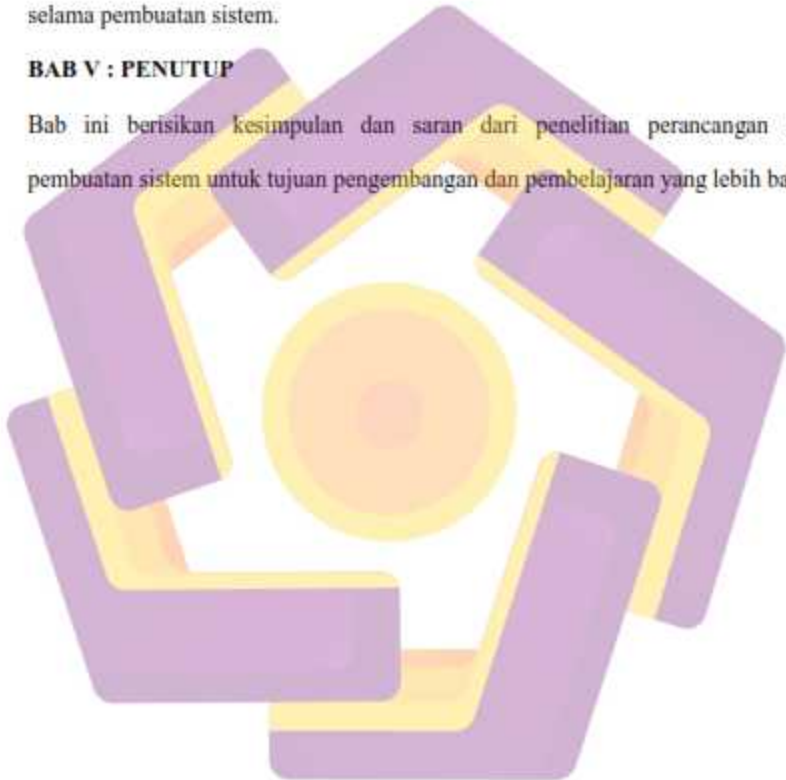 selama pembuatan sistem.
BAB V : PENUTUP
Bab ini berisikan kesimpulan dan saran dari penelitian perancangan
pembuatan sistem untuk tujuan pengembangan dan pembelajaran yang lebih